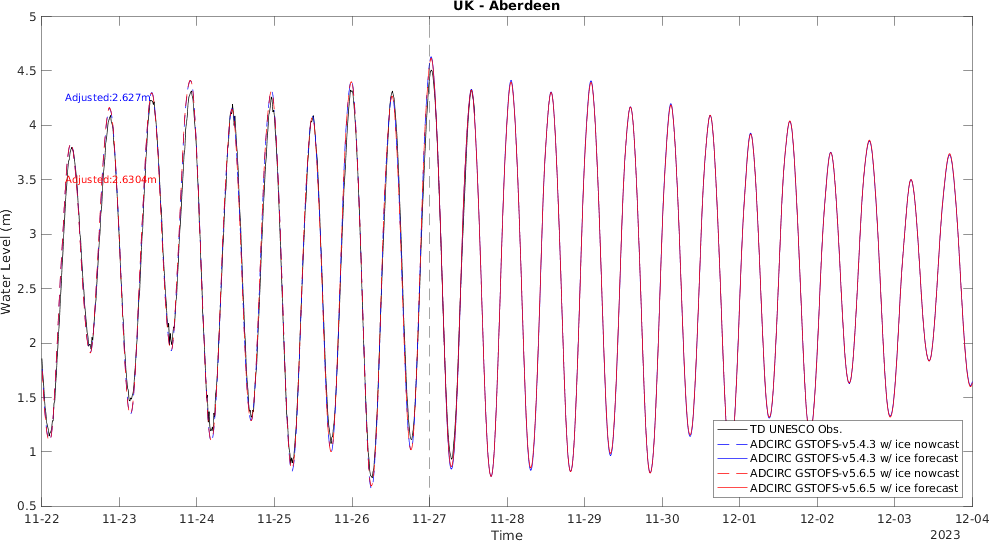 UK - Aberdeen
5
4.5
4
3.5
3
2.5
2
1.5
1
0.5
Water Level (m)
Adjusted:2.627m
Adjusted:2.6304m
TD UNESCO Obs.
ADCIRC GSTOFS-v5.4.3 w/ ice nowcast
ADCIRC GSTOFS-v5.4.3 w/ ice forecast
ADCIRC GSTOFS-v5.6.5 w/ ice nowcast
ADCIRC GSTOFS-v5.6.5 w/ ice forecast
11-22 11-23 11-24 11-25 11-26 11-27 11-28 11-29 11-30 12-01 12-02 12-03 12-04
Time
2023